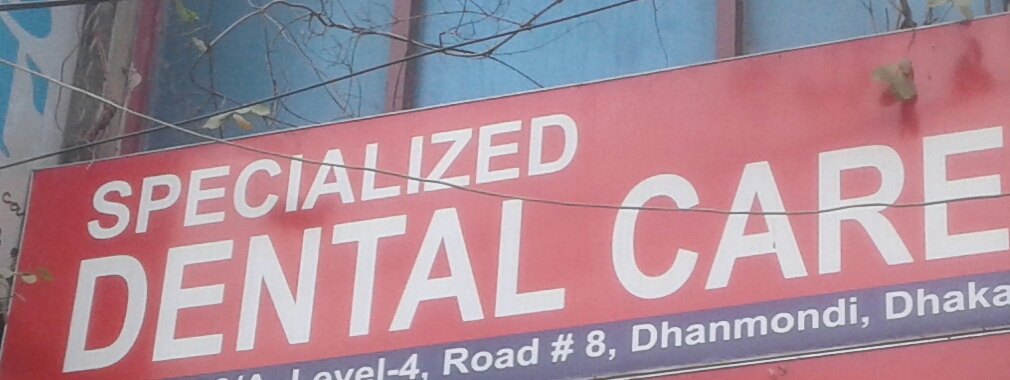 SPECIALIZED
DENTAL CARE
Level-4, Road # 8, Dhanmondi, Dhaka